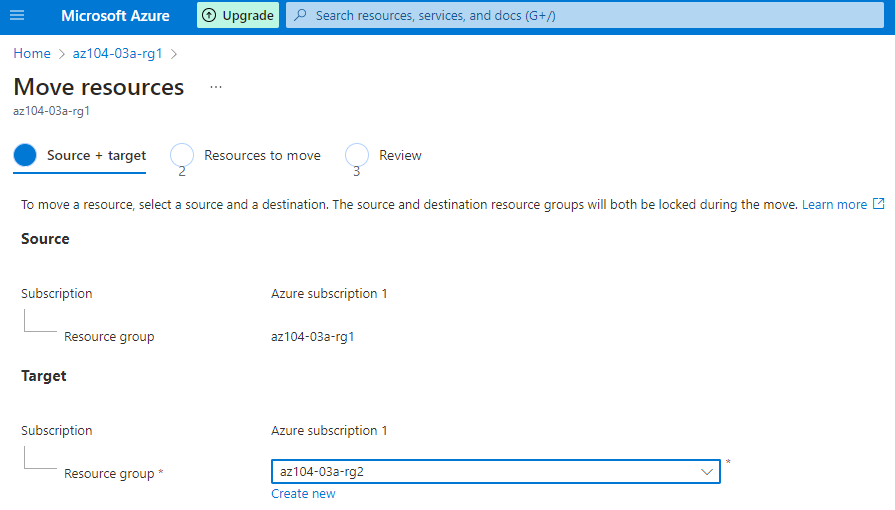 Microsoft Azure
Upgrade
Search resources, services, and docs (G+/)
Home > az104-03a-rg1 >
Move resources ...
az104-03a-rg1
Source + target
2 Resources to move
3 Review
To move a resource, select a source and a destination. The source and destination resource groups will both be locked during the move. Learn more
Source
Subscription Azure subscription 1
Resource group az104-03a-rg1
Target
Subscription Azure subscription 1
Resource group * az104-03a-rg2 *
Create new